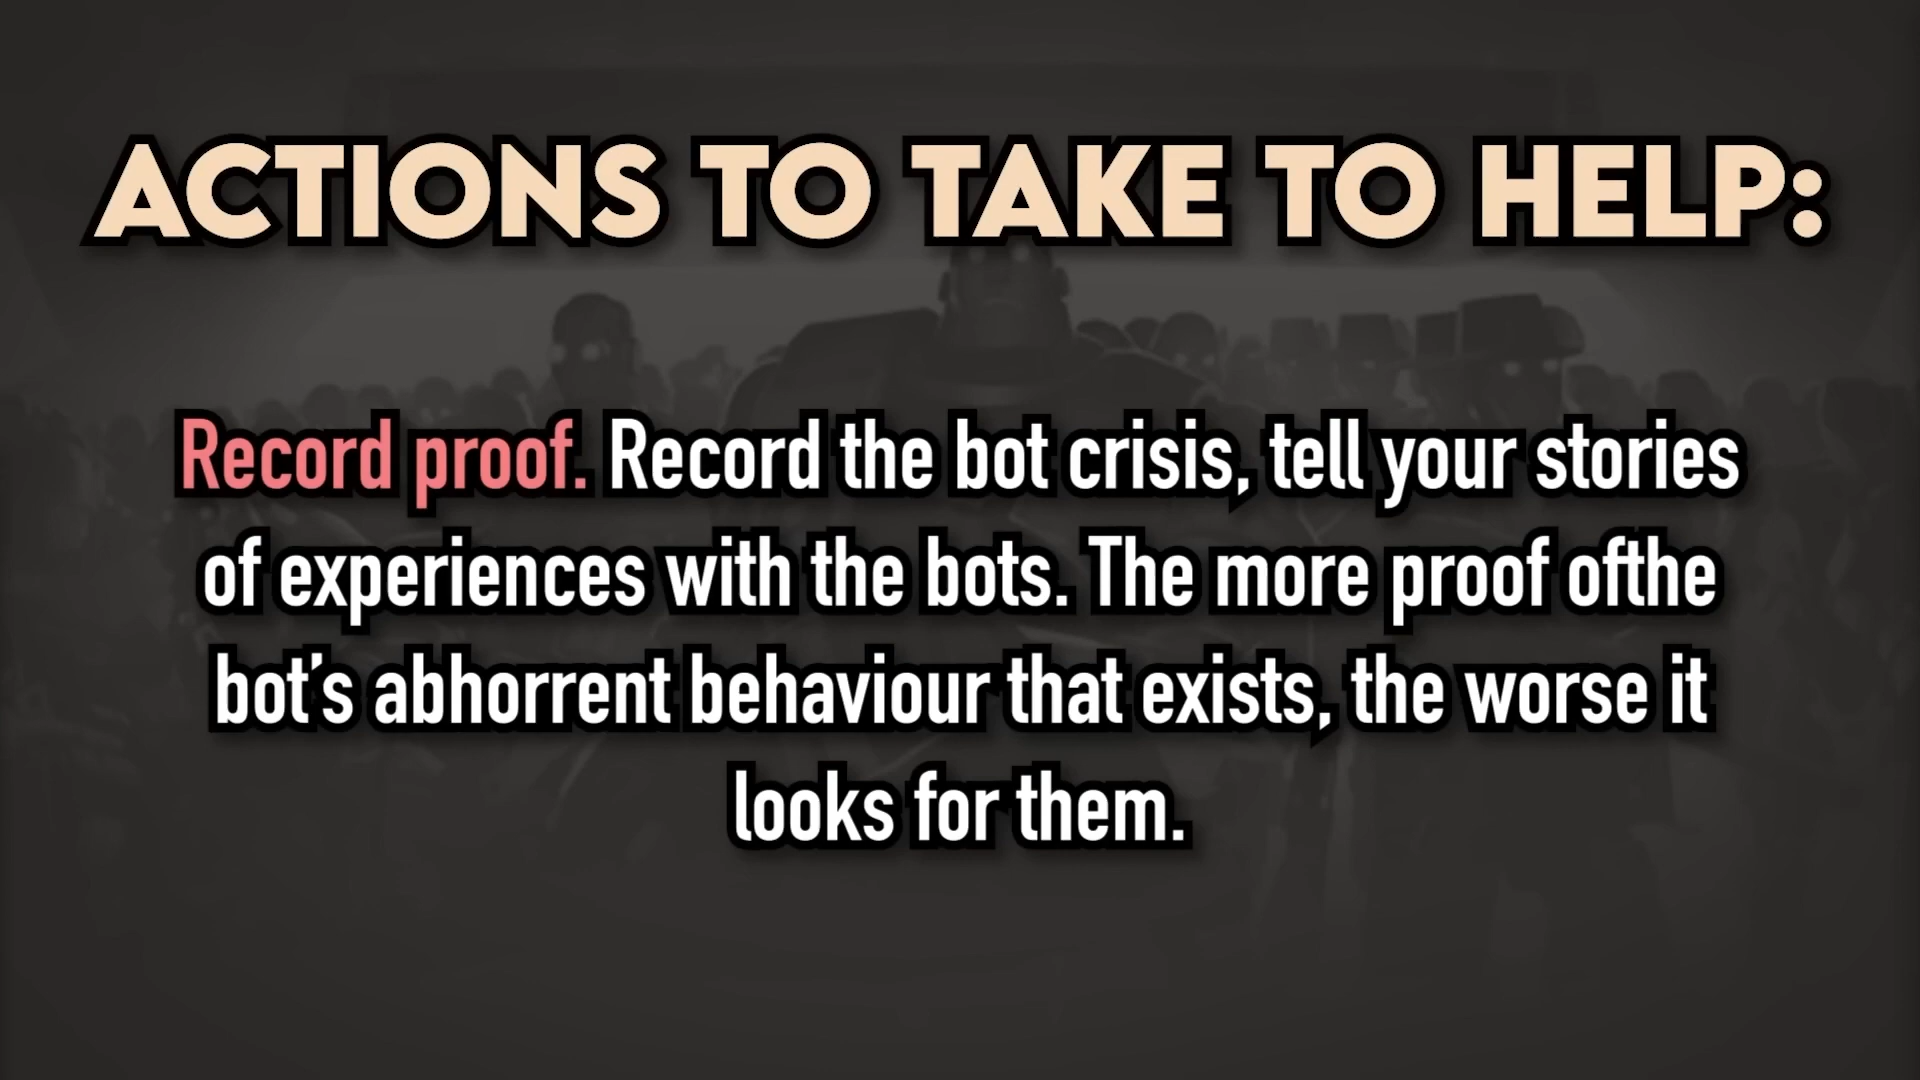 ACTIONS TO TAKE TO HELP:
Record proof. Record the bot crisis, tell your stories
of experiences with the bots. The more proof ofthe
bot's abhorrent behaviour that exists, the worse it
looks for them.